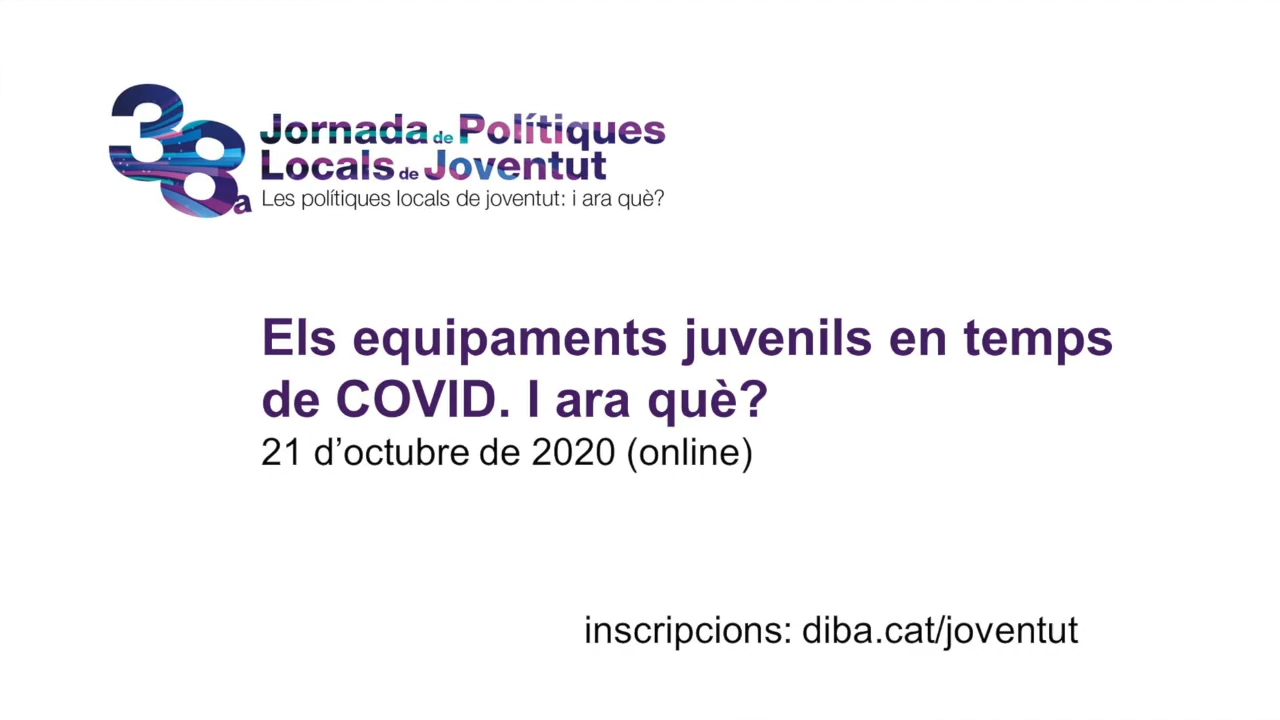 38a
Jornada de Polítiques
Locals de Joventut
Les polítiques locals de joventut: i ara què?
Els equipaments juvenils en temps
de COVID. I ara què?
21 d’octubre de 2020 (online)
inscripcions: diba.cat/joventut